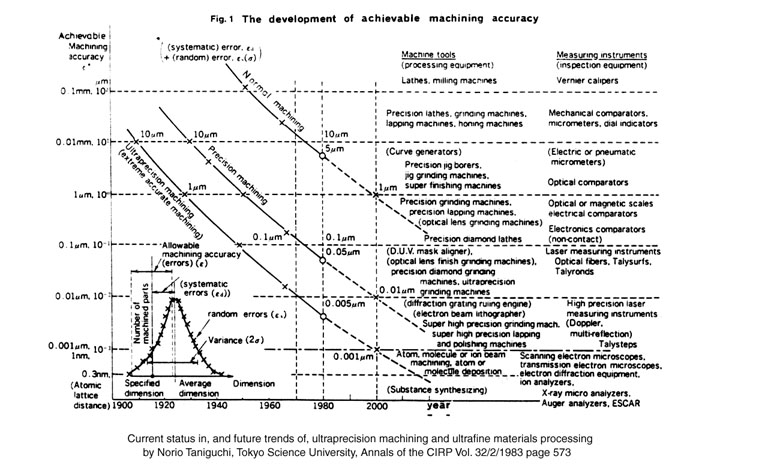 Fig. 1 The development of achievable machining accuracy
Achievable
Machining
accuracy
ε*
μm
* { (systematic) error, εₛ
+ (random) error, εᵣ(σ) }
Machine tools
(processing equipment)
Measuring instruments
(inspection equipment)
Lathes, milling machines
Vernier calipers
0.1mm, 10²
Normal machining
Precision lathes, grinding machines,
lapping machines, honing machines
Mechanical comparators,
micrometers, dial indicators
0.01mm, 10¹
10μm
10μm
10μm
5μm
Ultraprecision machining
(extreme accurate machining)
Precision machining
(Curve generators)
Precision jig borers,
jig grinding machines,
super finishing machines
(Electric or pneumatic
micrometers)
Optical comparators
1μm, 10⁰
1μm
1μm
Precision grinding machines,
precision lapping machines,
(optical lens grinding machines)
Precision diamond lathes
Optical or magnetic scales
electrical comparators
Electronics comparators
(non-contact)
0.1μm, 10⁻¹
0.1μm
0.1μm
0.05μm
(D.U.V. mask aligner),
(optical lens finish grinding machines),
precision diamond grinding
machines, ultraprecision
grinding machines
Laser measuring instruments
Optical fibers, Talysurfs,
Talyronds
Allowable
machining accuracy
(errors) (ε)
(systematic
errors (εₛ))
random errors (εᵣ)
Variance (2σ)
Number of
machined parts
Specified
dimension
Average
dimension
Dimension
0.01μm, 10⁻²
0.01μm
0.005μm
(diffraction grating ruing engine)
(electron beam lithographer)
Super high precision grinding mach.
super high precision lapping
and polishing machines
High precision laser
measuring instruments
(Doppler,
multi-reflection)
Talysteps
0.001μm, 10⁻³
1nm,
0.001μm
Atom, molecule or ion beam
machining, atom or
molecule deposition
Scanning electron microscopes,
transmission electron microscopes,
electron diffraction equipment,
ion analyzers,
0.3nm,
(Atomic
lattice
distance)
(Substance synthesizing)
X-ray micro analyzers,
Auger analyzers, ESCAR
1900 1920 1940 1960 1980 2000 year
Current status in, and future trends of, ultraprecision machining and ultrafine materials processing
by Norio Taniguchi, Tokyo Science University, Annals of the CIRP Vol. 32/2/1983 page 573